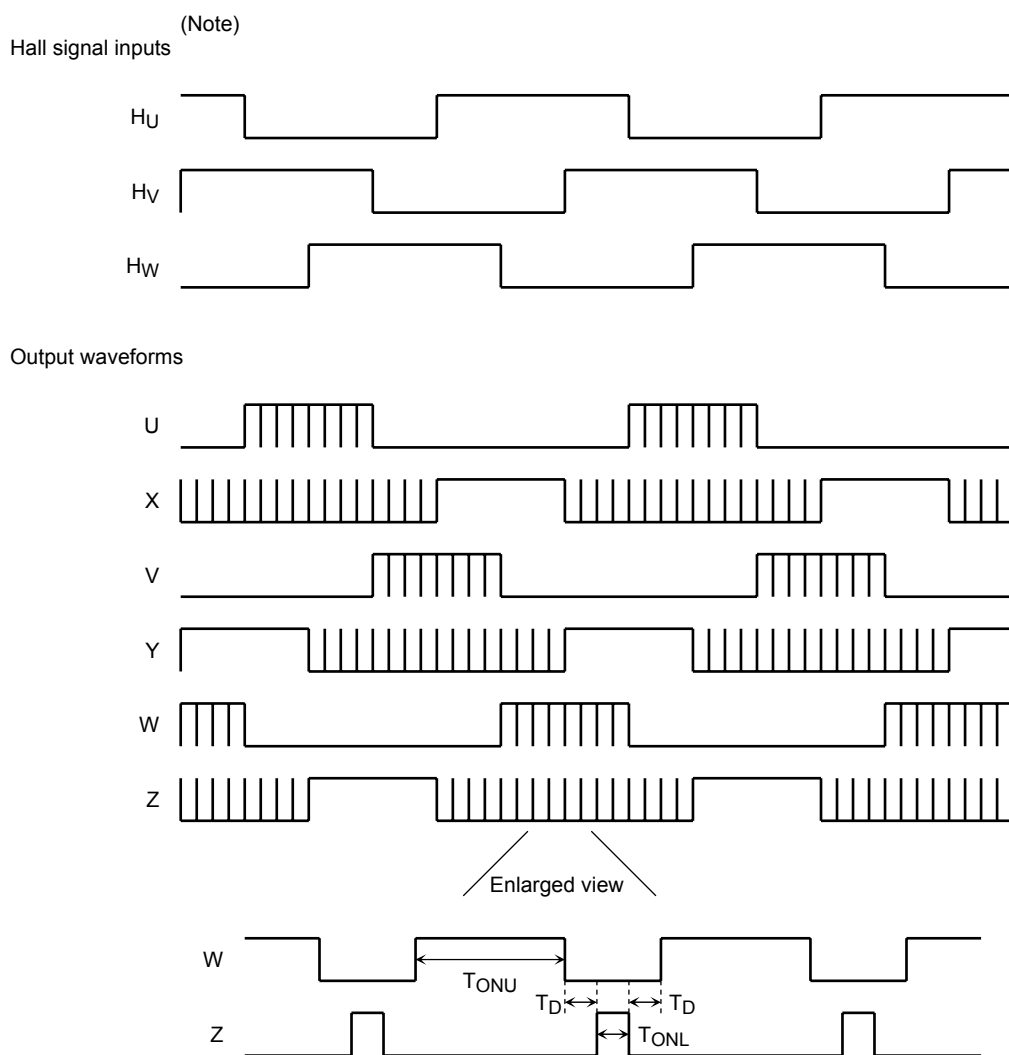 (Note)
Hall signal inputs
HU
HV
HW
Output waveforms
U
X
V
Y
W
Z
Enlarged view
W
TONU
TD
TD
Z
TONL